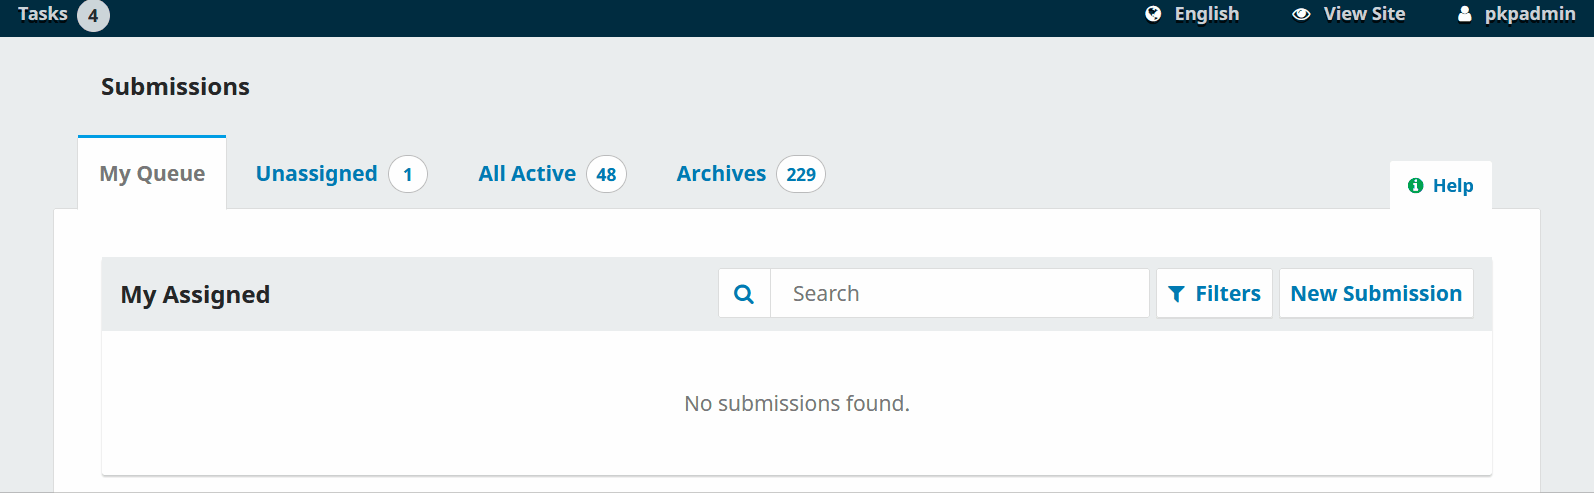 Tasks 4 English View Site pkpadmin
Submissions
My Queue Unassigned 1 All Active 48 Archives 229
Help
My Assigned Search Filters New Submission
No submissions found.